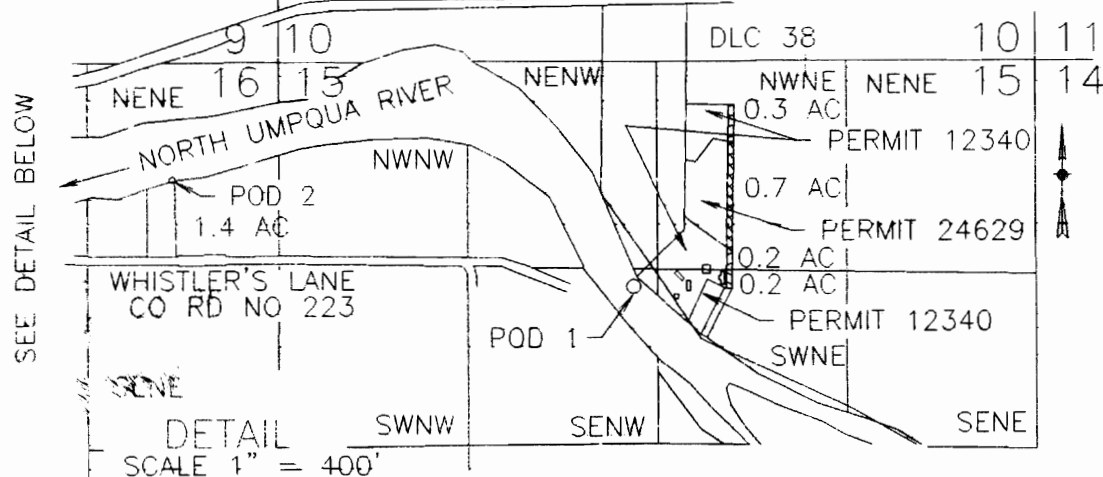 9 10
DLC 38
10 11
16 15
NENE
NENW
NWNE
NENE
15 14
0.3 AC
PERMIT 12340
NORTH UMPQUA RIVER
NWNW
SEE DETAIL BELOW
POD 2
1.4 AC
0.7 AC
PERMIT 24629
0.2 AC
0.2 AC
WHISTLER'S LANE
CO RD NO 223
PERMIT 12340
POD 1
SWNE
SENE
SWNW
SENW
SENE
DETAIL
SCALE 1" = 400'